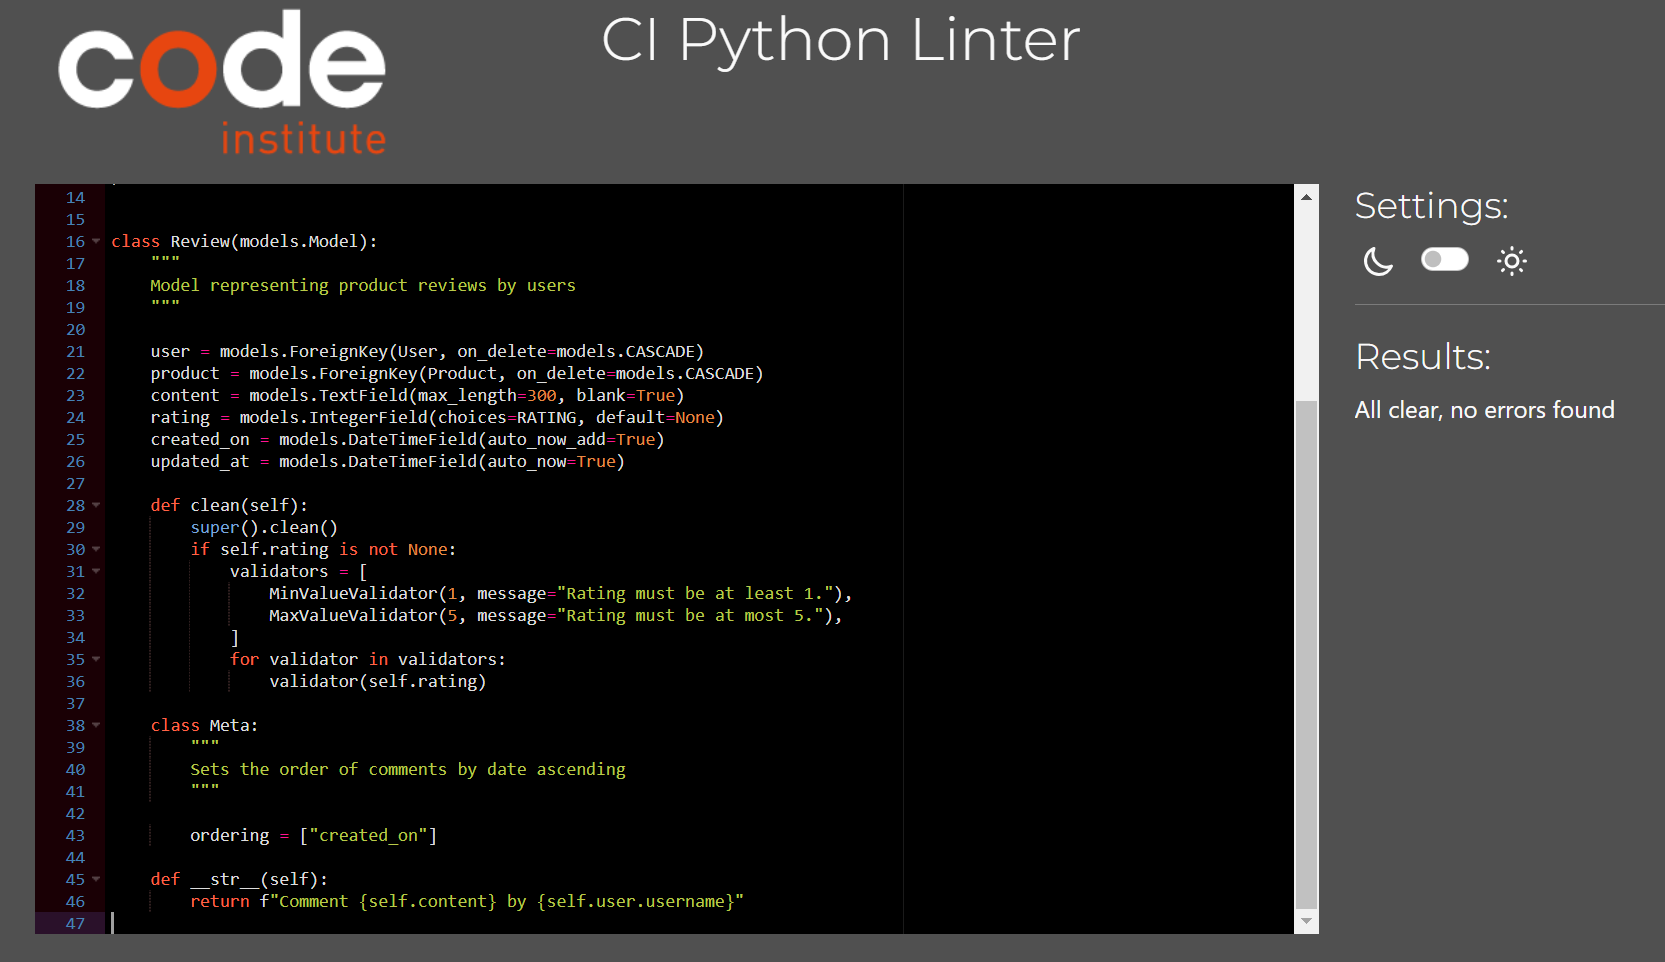 code
institute
CI Python Linter
14
15
16 class Review(models.Model):
17     """
18     Model representing product reviews by users
19     """
20
21     user = models.ForeignKey(User, on_delete=models.CASCADE)
22     product = models.ForeignKey(Product, on_delete=models.CASCADE)
23     content = models.TextField(max_length=300, blank=True)
24     rating = models.IntegerField(choices=RATING, default=None)
25     created_on = models.DateTimeField(auto_now_add=True)
26     updated_at = models.DateTimeField(auto_now=True)
27
28     def clean(self):
29         super().clean()
30         if self.rating is not None:
31             validators = [
32                 MinValueValidator(1, message="Rating must be at least 1."),
33                 MaxValueValidator(5, message="Rating must be at most 5."),
34             ]
35             for validator in validators:
36                 validator(self.rating)
37
38     class Meta:
39         """
40         Sets the order of comments by date ascending
41         """
42
43         ordering = ["created_on"]
44
45     def __str__(self):
46         return f"Comment {self.content} by {self.user.username}"
47
Settings:
Results:
All clear, no errors found